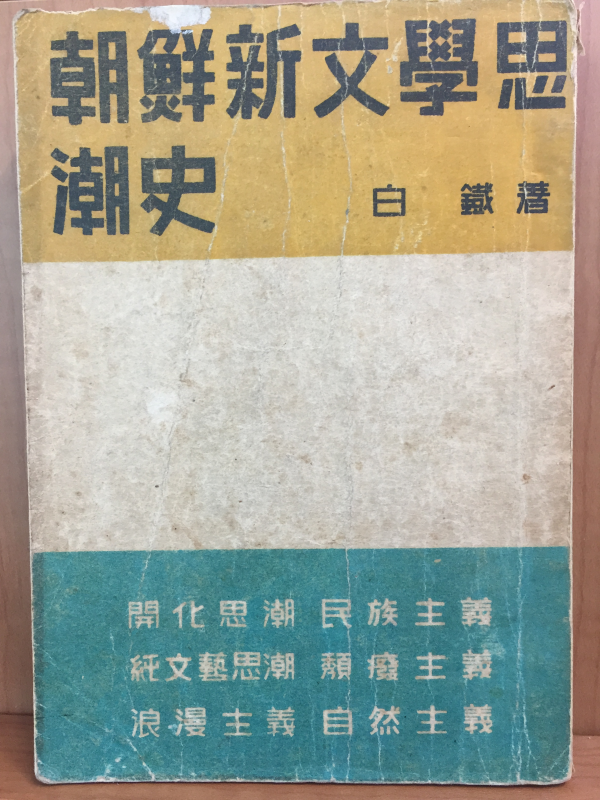 朝鮮新文學思
潮史
白 鐵 著
開化思潮 民族主義
純文藝思潮 頹廢主義
浪漫主義 自然主義